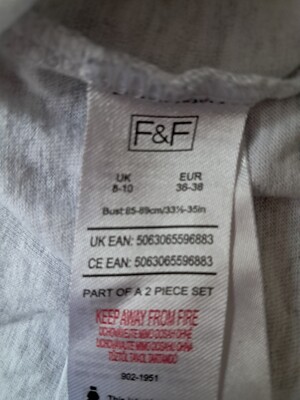 F&F
UK EUR
8-10 36-38
Bust 85-89cm/33½-35in
UK EAN: 5063065596883
CE EAN: 5063065596883
PART OF A 2 PIECE SET
KEEP AWAY FROM FIRE
902-1951